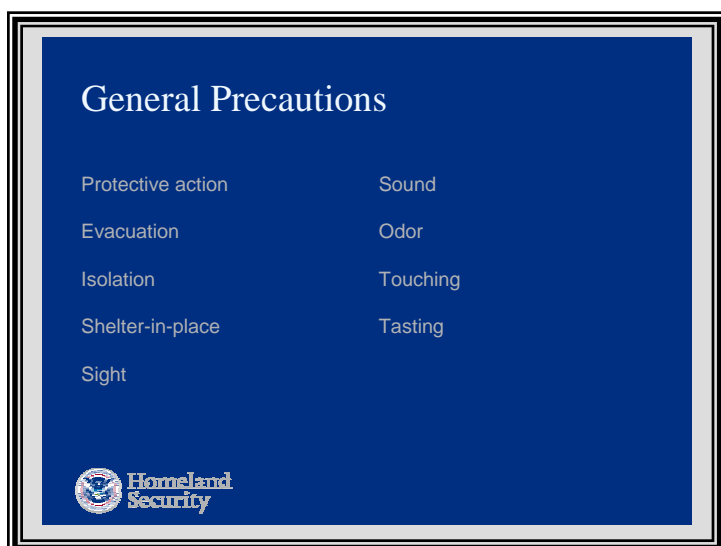 General Precautions
Protective action
Evacuation
Isolation
Shelter-in-place
Sight
Sound
Odor
Touching
Tasting
Homeland
Security